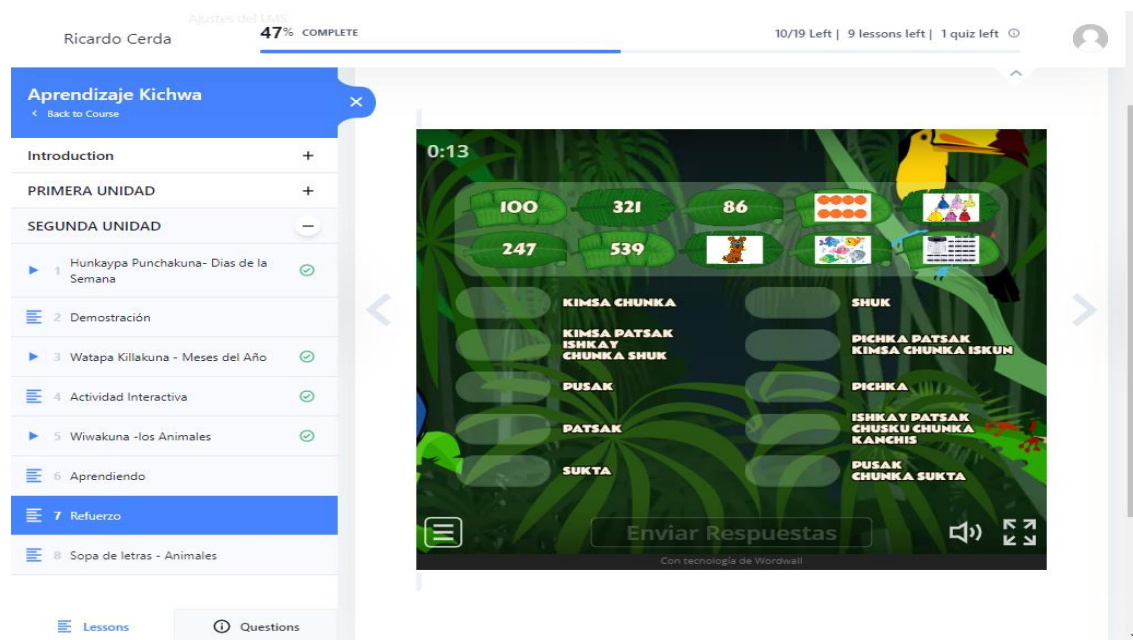 Ajustes del LMS
Ricardo Cerda
47% COMPLETE
10/19 Left | 9 lessons left | 1 quiz left
Aprendizaje Kichwa
Back to Course
Introduction
PRIMERA UNIDAD
SEGUNDA UNIDAD
1 Hunkaypa Punchakuna- Dias de la
Semana
2 Demostración
3 Watapa Killakuna - Meses del Año
4 Actividad Interactiva
5 Wiwakuna -los Animales
6 Aprendiendo
7 Refuerzo
8 Sopa de letras - Animales
Lessons
Questions
0:13
100
321
86
247
539
KIMSA CHUNKA
SHUK
KIMSA PATSAK
ISHKAY
CHUNKA SHUK
PICHKA PATSAK
KIMSA CHUNKA ISKUN
PUSAK
PICHKA
PATSAK
ISHKAY PATSAK
CHUSKU CHUNKA
KANCHIS
SUKTA
PUSAK
CHUNKA SUKTA
Enviar Respuestas
Con tecnología de Wordwall